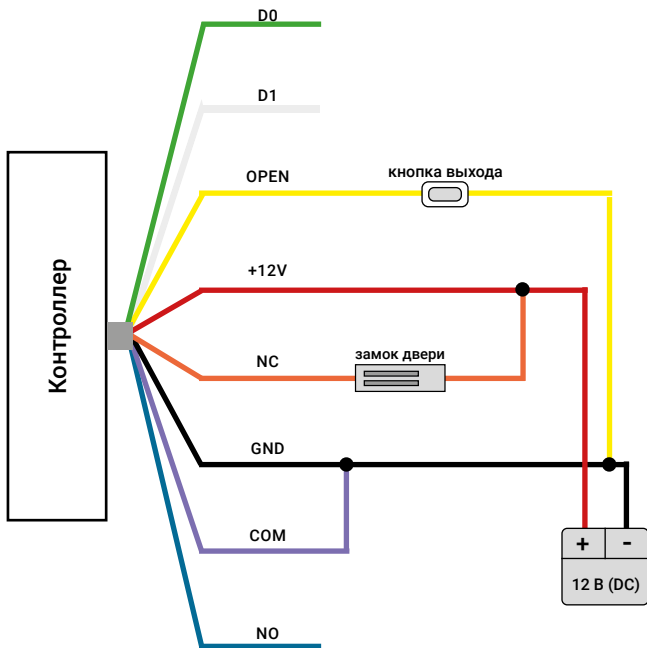 D0
D1
OPEN
кнопка выхода
+12V
Контроллер
замок двери
NC
GND
COM
+ -
12 В (DC)
NO